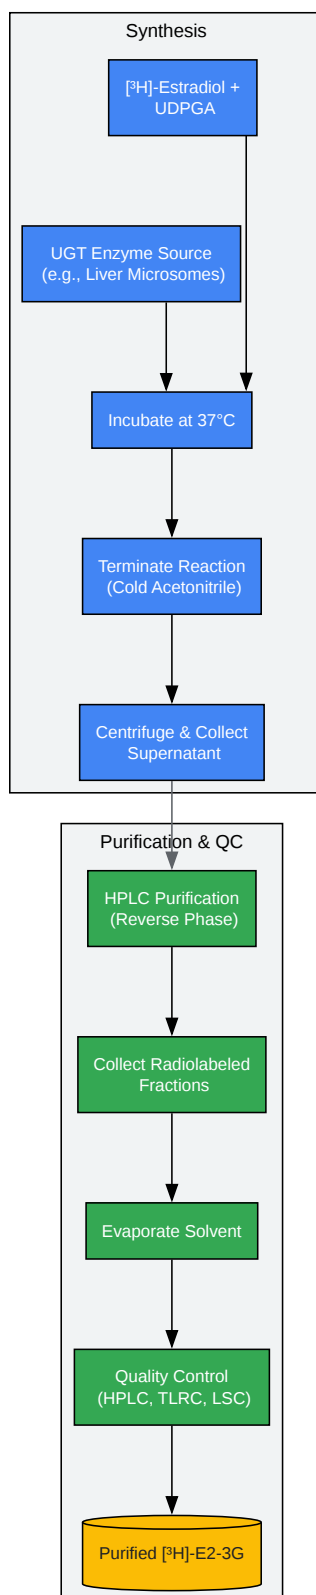 Synthesis
[³H]-Estradiol +
UDPGA
UGT Enzyme Source
(e.g., Liver Microsomes)
Incubate at 37°C
Terminate Reaction
(Cold Acetonitrile)
Centrifuge & Collect
Supernatant
Purification & QC
HPLC Purification
(Reverse Phase)
Collect Radiolabeled
Fractions
Evaporate Solvent
Quality Control
(HPLC, TLRC, LSC)
Purified [³H]-E2-3G